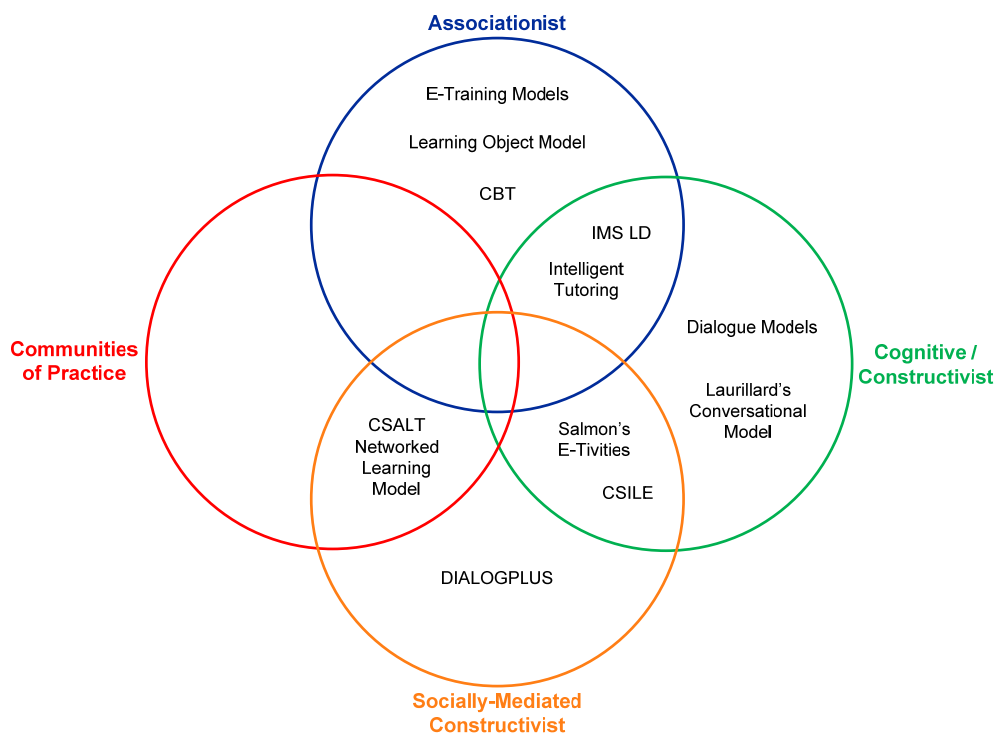 Associationist
E-Training Models
Learning Object Model
CBT
IMS LD
Intelligent
Tutoring
Dialogue Models
Communities
of Practice
Cognitive /
Constructivist
Laurillard’s
Conversational
Model
CSALT
Networked
Learning
Model
Salmon’s
E-Tivities
CSILE
DIALOGPLUS
Socially-Mediated
Constructivist